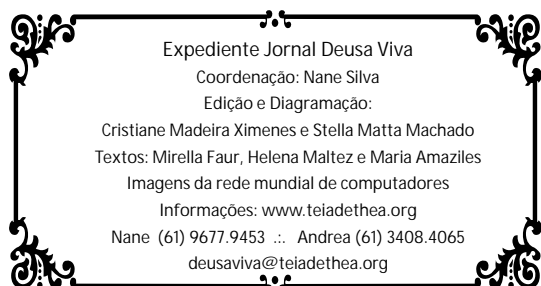 Expediente Jornal Deusa Viva
Coordenação: Nane Silva
Edição e Diagramação:
Cristiane Madeira Ximenes e Stella Matta Machado
Textos: Mirella Faur, Helena Maltez e Maria Amaziles
Imagens da rede mundial de computadores
Informações: www.teiadethea.org
Nane (61) 9677.9453 .:. Andrea (61) 3408.4065
deusaviva@teiadethea.org